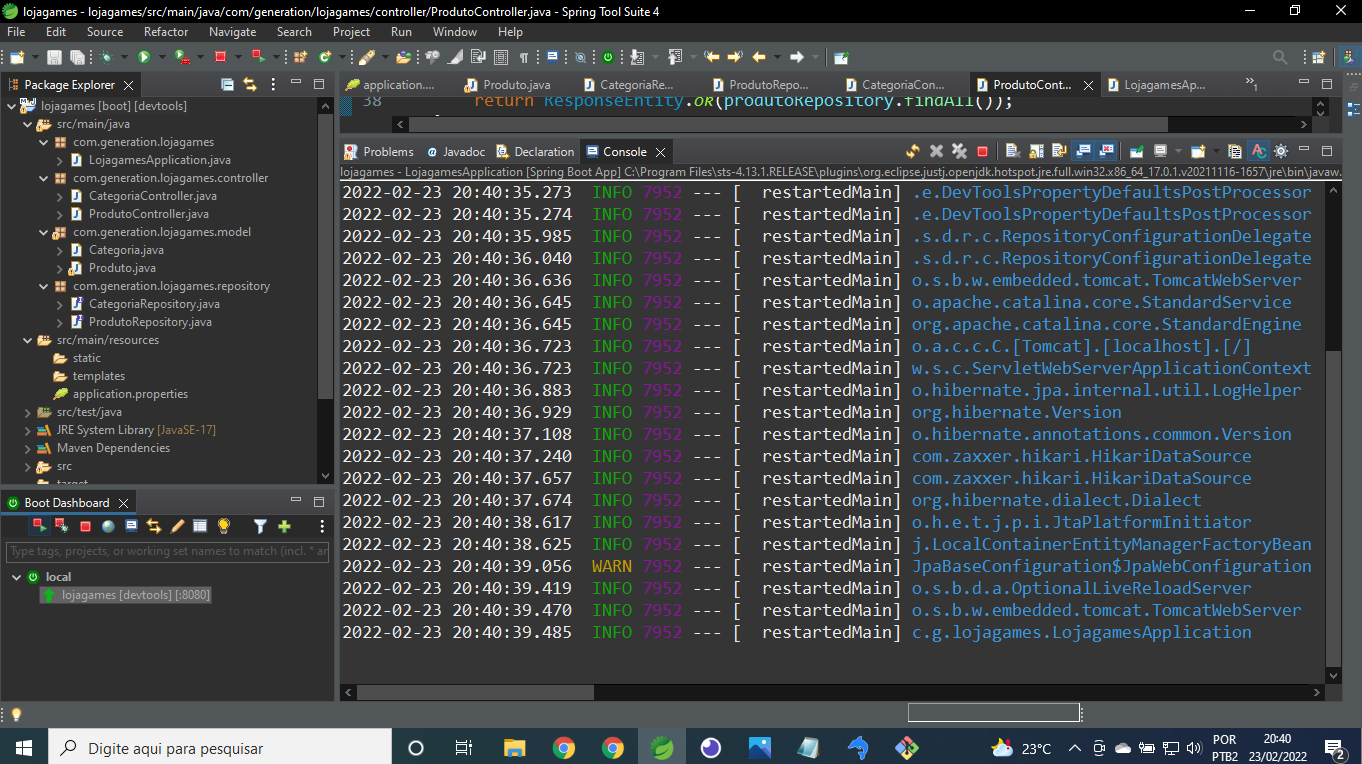 lojagames - lojagames/src/main/java/com/generation/lojagames/controller/ProdutoController.java - Spring Tool Suite 4
File Edit Source Refactor Navigate Search Project Run Window Help
Package Explorer
application....
Produto.java
CategoriaRe...
ProdutoRepo...
CategoriaCon...
ProdutoCont...
LojagamesAp...
»1
38 return ResponseEntity.ok(produtoRepository.findAll());
lojagames [boot] [devtools]
src/main/java
com.generation.lojagames
LojagamesApplication.java
com.generation.lojagames.controller
CategoriaController.java
ProdutoController.java
com.generation.lojagames.model
Categoria.java
Produto.java
com.generation.lojagames.repository
CategoriaRepository.java
ProdutoRepository.java
src/main/resources
static
templates
application.properties
src/test/java
JRE System Library [JavaSE-17]
Maven Dependencies
src
target
Problems
Javadoc
Declaration
Console
lojagames - LojagamesApplication [Spring Boot App] C:\Program Files\sts-4.13.1.RELEASE\plugins\org.eclipse.justj.openjdk.hotspot.jre.full.win32.x86_64_17.0.1.v20211116-1657\jre\bin\javaw.
2022-02-23 20:40:35.273 INFO 7952 --- [ restartedMain] .e.DevToolsPropertyDefaultsPostProcessor
2022-02-23 20:40:35.274 INFO 7952 --- [ restartedMain] .e.DevToolsPropertyDefaultsPostProcessor
2022-02-23 20:40:35.985 INFO 7952 --- [ restartedMain] .s.d.r.c.RepositoryConfigurationDelegate
2022-02-23 20:40:36.040 INFO 7952 --- [ restartedMain] .s.d.r.c.RepositoryConfigurationDelegate
2022-02-23 20:40:36.636 INFO 7952 --- [ restartedMain] o.s.b.w.embedded.tomcat.TomcatWebServer
2022-02-23 20:40:36.645 INFO 7952 --- [ restartedMain] o.apache.catalina.core.StandardService
2022-02-23 20:40:36.645 INFO 7952 --- [ restartedMain] org.apache.catalina.core.StandardEngine
2022-02-23 20:40:36.723 INFO 7952 --- [ restartedMain] o.a.c.c.C.[Tomcat].[localhost].[/]
2022-02-23 20:40:36.723 INFO 7952 --- [ restartedMain] w.s.c.ServletWebServerApplicationContext
2022-02-23 20:40:36.883 INFO 7952 --- [ restartedMain] o.hibernate.jpa.internal.util.LogHelper
2022-02-23 20:40:36.929 INFO 7952 --- [ restartedMain] org.hibernate.Version
2022-02-23 20:40:37.108 INFO 7952 --- [ restartedMain] o.hibernate.annotations.common.Version
2022-02-23 20:40:37.240 INFO 7952 --- [ restartedMain] com.zaxxer.hikari.HikariDataSource
2022-02-23 20:40:37.657 INFO 7952 --- [ restartedMain] com.zaxxer.hikari.HikariDataSource
2022-02-23 20:40:37.674 INFO 7952 --- [ restartedMain] org.hibernate.dialect.Dialect
2022-02-23 20:40:38.617 INFO 7952 --- [ restartedMain] o.h.e.t.j.p.i.JtaPlatformInitiator
2022-02-23 20:40:38.625 INFO 7952 --- [ restartedMain] j.LocalContainerEntityManagerFactoryBean
2022-02-23 20:40:39.056 WARN 7952 --- [ restartedMain] JpaBaseConfiguration$JpaWebConfiguration
2022-02-23 20:40:39.419 INFO 7952 --- [ restartedMain] o.s.b.d.a.OptionalLiveReloadServer
2022-02-23 20:40:39.470 INFO 7952 --- [ restartedMain] o.s.b.w.embedded.tomcat.TomcatWebServer
2022-02-23 20:40:39.485 INFO 7952 --- [ restartedMain] c.g.lojagames.LojagamesApplication
Boot Dashboard
Type tags, projects, or working set names to match (incl. * an
local
lojagames [devtools] [:8080]
Digite aqui para pesquisar
23°C
POR
PTB2
20:40
23/02/2022
2